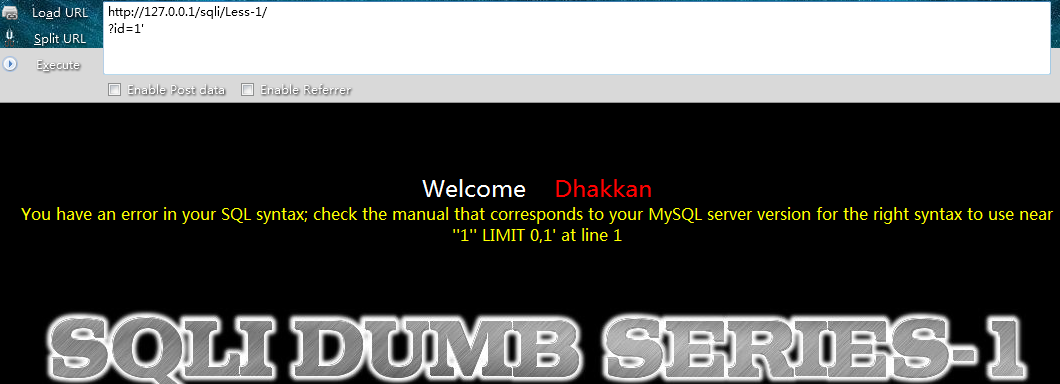 Load URL
Split URL
Execute
http://127.0.0.1/sqli/Less-1/
?id=1'
Enable Post data Enable Referrer
Welcome Dhakkan
You have an error in your SQL syntax; check the manual that corresponds to your MySQL server version for the right syntax to use near
''1'' LIMIT 0,1' at line 1
SQLI DUMB SERIES-1